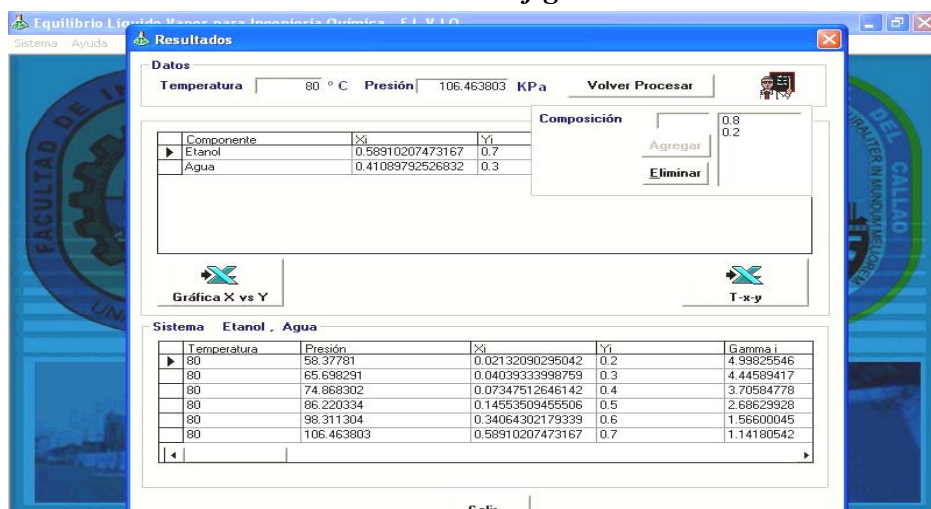 Equilibrio Líquido Vapor para Ingeniería Química - E.L.V.I.Q
Sistema Ayuda
Resultados
Datos
Temperatura 80 ° C Presión 106.463803 KPa Volver Procesar
Composición 0.8
0.2
Agregar
Eliminar
Componente Xi Yi
Etanol 0.58910207473167 0.7
Agua 0.41089792526832 0.3
Gráfica X vs Y
T-x-y
Sistema Etanol , Agua
Temperatura Presión Xi Yi Gamma i
80 58.37781 0.02132090295042 0.2 4.99825546
80 65.698291 0.04039333998759 0.3 4.44589417
80 74.868302 0.07347512646142 0.4 3.70584778
80 86.220334 0.14553509455506 0.5 2.68629928
80 98.311304 0.34064302179339 0.6 1.56600045
80 106.463803 0.58910207473167 0.7 1.14180542
Salir
FACULTAD DE
DEL CALLAO